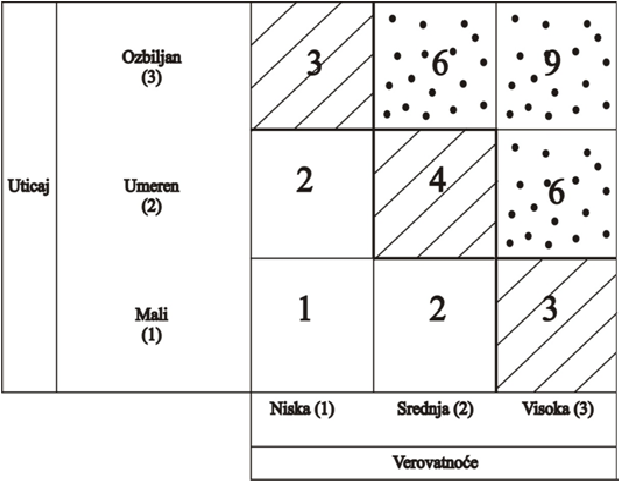 Ozbiljan
(3)
3
6
9
Uticaj
Umeren
(2)
2
4
6
Mali
(1)
1
2
3
Niska (1)
Srednja (2)
Visoka (3)
Verovatnoće